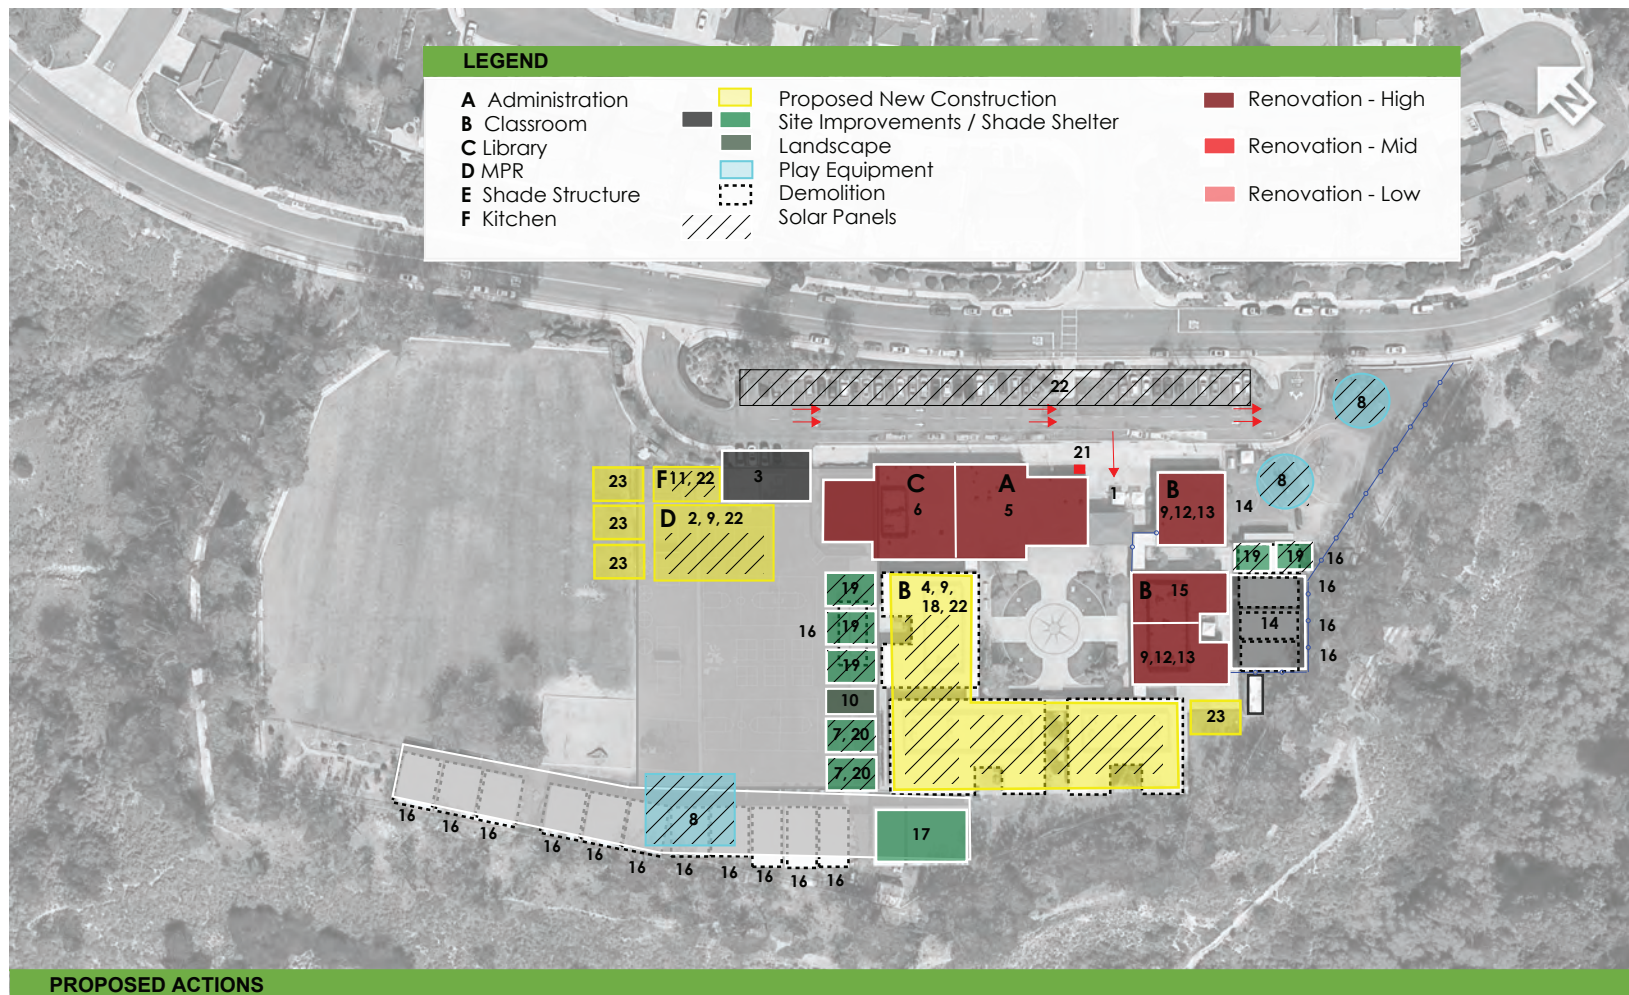 LEGEND
A Administration
B Classroom
C Library
D MPR
E Shade Structure
F Kitchen
Proposed New Construction
Site Improvements / Shade Shelter
Landscape
Play Equipment
Demolition
Solar Panels
Renovation - High
Renovation - Mid
Renovation - Low
N
22
8
21
23
F 11, 22
3
C
6
A
5
1
B
9,12,13
14
8
23
D 2, 9, 22
23
19
19
16
19
B 4, 9,
18, 22
B 15
16
16
19
14
16
19
9,12,13
16
10
23
7, 20
7, 20
8
17
16
16
16
16
16
16
16
16
16
16
16
PROPOSED ACTIONS